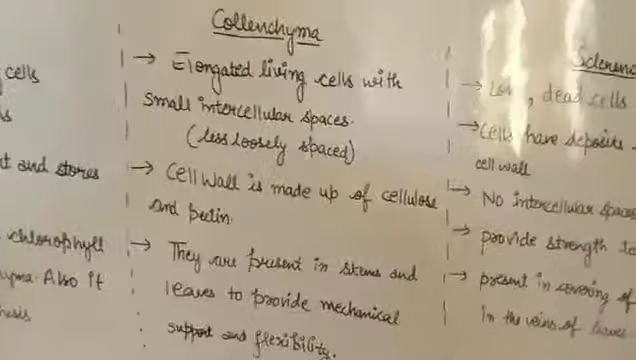 cells
t and stores
chlorophyll
Also it
Collenchyma
→ Elongated living cells with
small intercellular spaces.
(less loosely spaced)
→ Cell wall is made up of cellulose
and pectin.
→ They are present in stems and
leaves to provide mechanical
support and flexibility.
→ , dead cells
→ Cells have deposits
cell wall
→ No intercellular spaces
→ provide strength to
→ present in covering of
in the veins of leaves